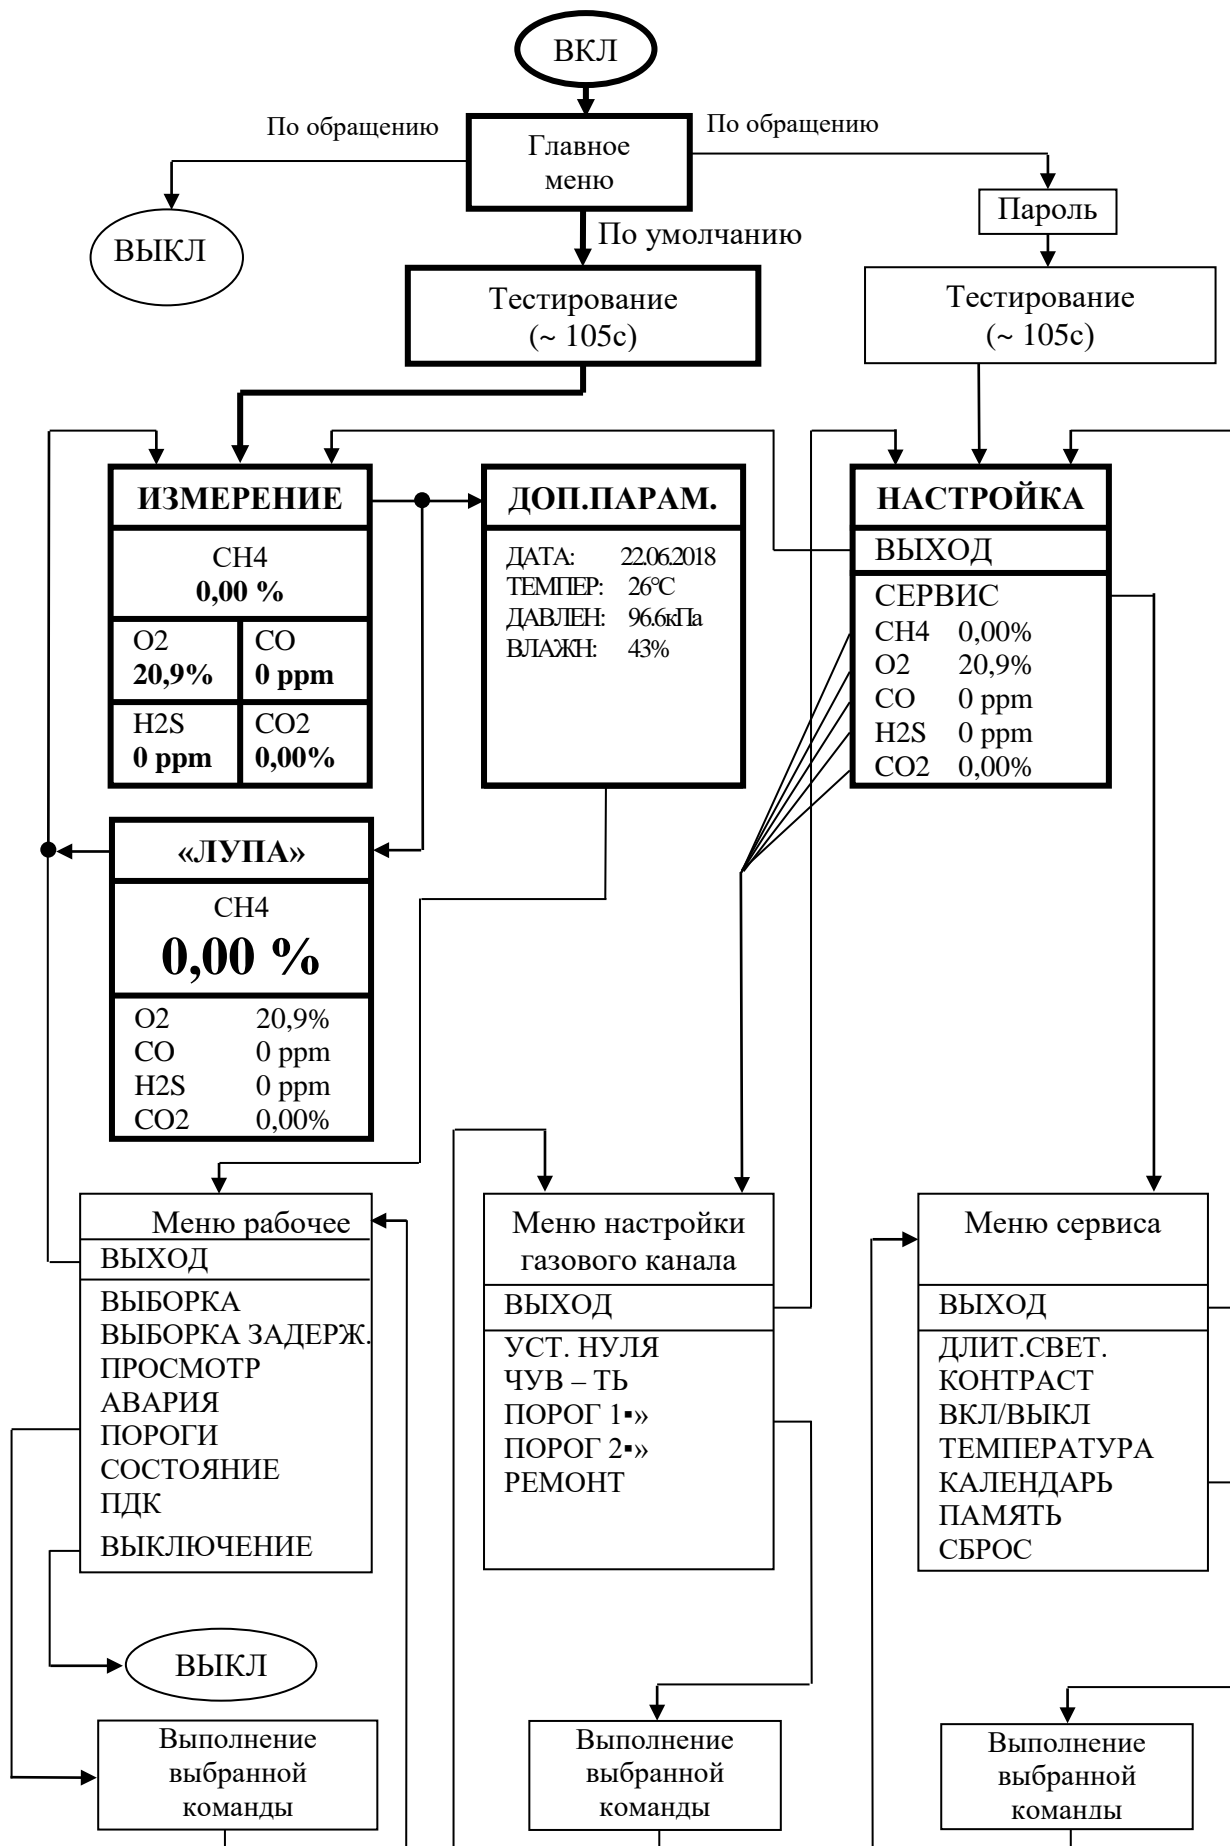 ВКЛ
По обращению
По обращению
Главное
меню
Пароль
ВЫКЛ
По умолчанию
Тестирование
(~ 105с)
Тестирование
(~ 105с)
ИЗМЕРЕНИЕ
CH4
0,00 %
O2
20,9%
CO
0 ppm
H2S
0 ppm
CO2
0,00%
ДОП.ПАРАМ.
ДАТА: 22.06.2018
ТЕМПЕР: 26°С
ДАВЛЕН: 96.6кПа
ВЛАЖН: 43%
НАСТРОЙКА
ВЫХОД
СЕРВИС
CH4 0,00%
O2 20,9%
CO 0 ppm
H2S 0 ppm
CO2 0,00%
«ЛУПА»
CH4
0,00 %
O2 20,9%
CO 0 ppm
H2S 0 ppm
CO2 0,00%
Меню рабочее
ВЫХОД
ВЫБОРКА
ВЫБОРКА ЗАДЕРЖ.
ПРОСМОТР
АВАРИЯ
ПОРОГИ
СОСТОЯНИЕ
ПДК
ВЫКЛЮЧЕНИЕ
Меню настройки
газового канала
ВЫХОД
УСТ. НУЛЯ
ЧУВ – ТЬ
ПОРОГ 1▪»
ПОРОГ 2▪»
РЕМОНТ
Меню сервиса
ВЫХОД
ДЛИТ.СВЕТ.
КОНТРАСТ
ВКЛ/ВЫКЛ
ТЕМПЕРАТУРА
КАЛЕНДАРЬ
ПАМЯТЬ
СБРОС
ВЫКЛ
Выполнение
выбранной
команды
Выполнение
выбранной
команды
Выполнение
выбранной
команды